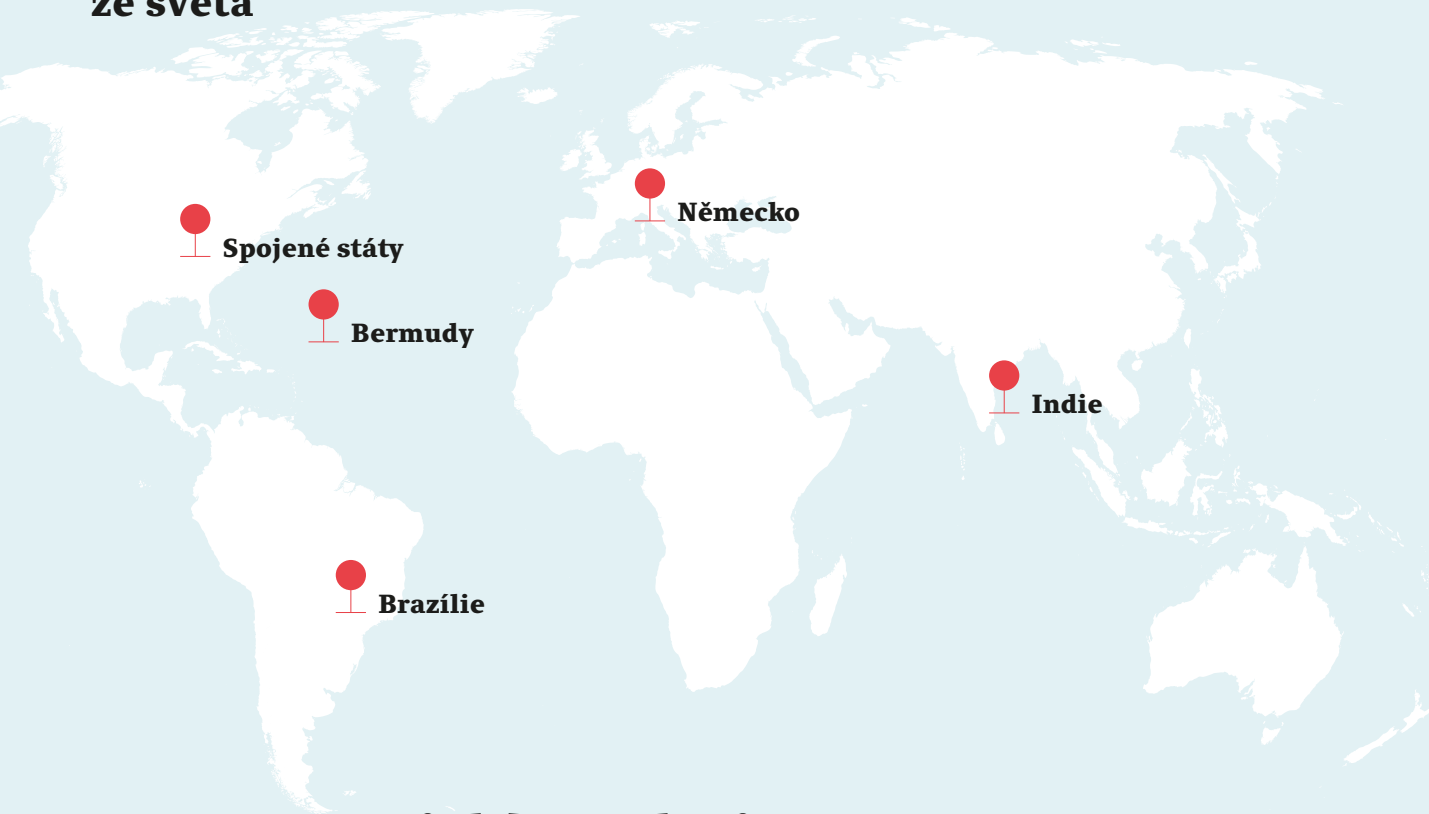 ze světa
Německo
Spojené státy
Bermudy
Indie
Brazílie